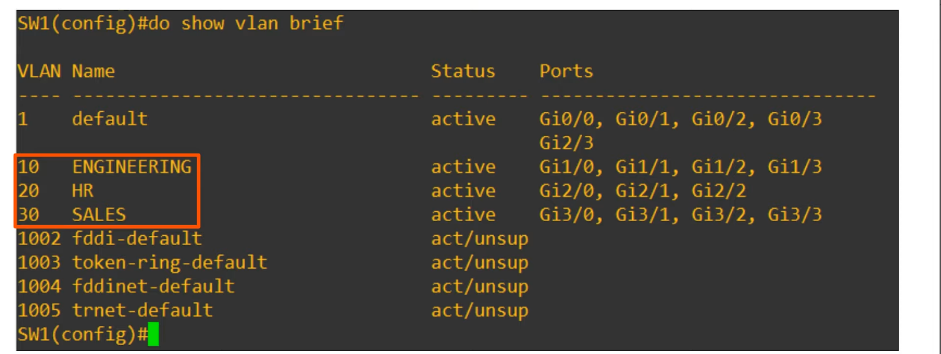 SW1(config)#do show vlan brief
VLAN Name                             Status    Ports
---- -------------------------------- --------- -------------------------------
1    default                          active    Gi0/0, Gi0/1, Gi0/2, Gi0/3
                                                Gi2/3
10   ENGINEERING                      active    Gi1/0, Gi1/1, Gi1/2, Gi1/3
20   HR                               active    Gi2/0, Gi2/1, Gi2/2
30   SALES                            active    Gi3/0, Gi3/1, Gi3/2, Gi3/3
1002 fddi-default                     act/unsup
1003 token-ring-default               act/unsup
1004 fddinet-default                  act/unsup
1005 trnet-default                    act/unsup
SW1(config)#